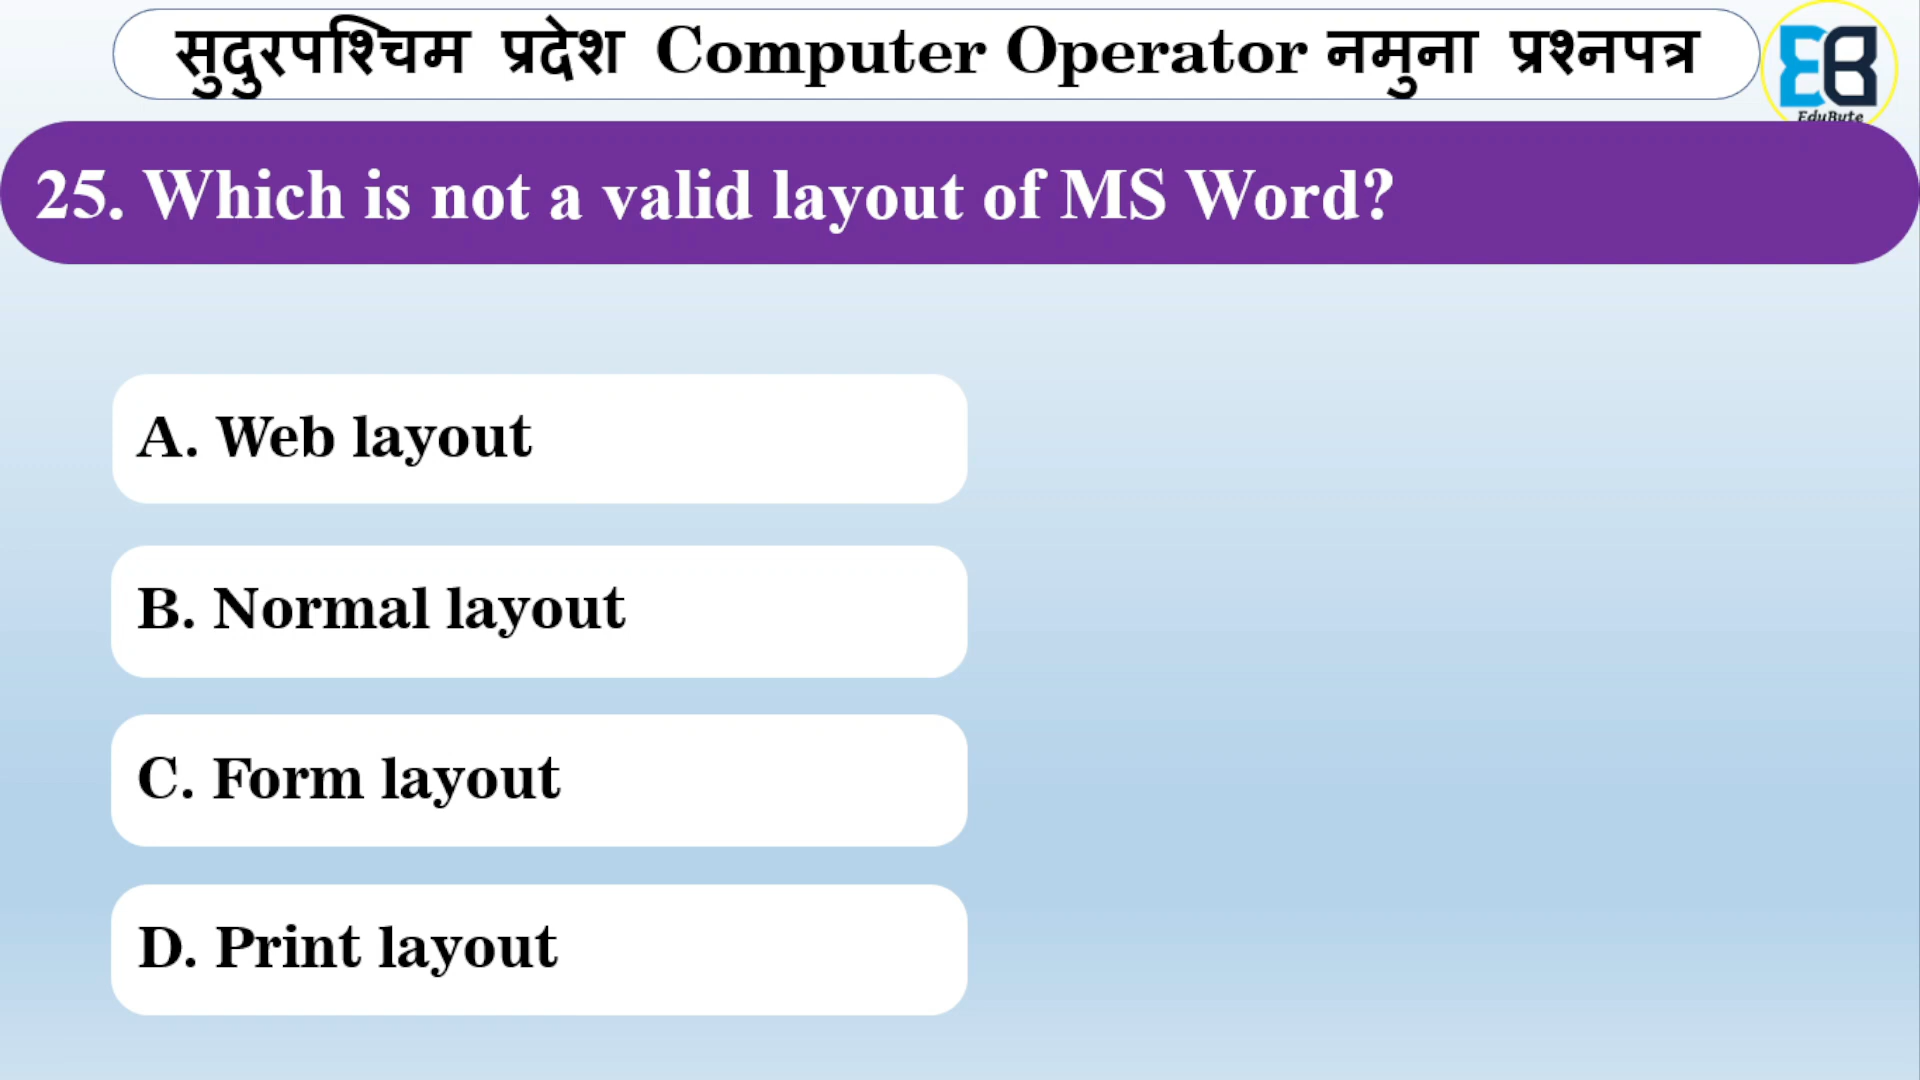 सुदुरपश्चिम प्रदेश Computer Operator नमुना प्रश्नपत्र
EduByte
25. Which is not a valid layout of MS Word?
A. Web layout
B. Normal layout
C. Form layout
D. Print layout